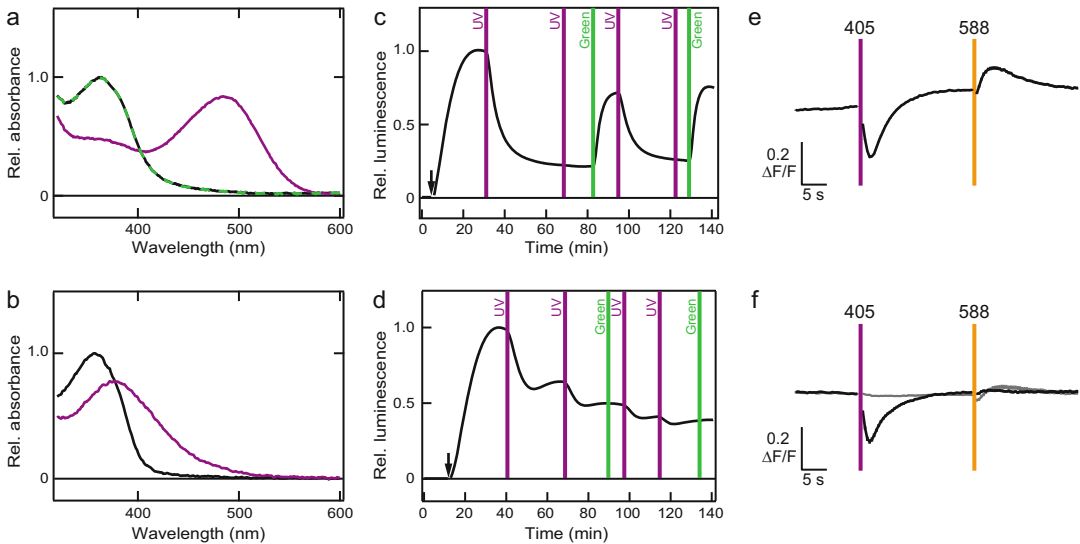 a
Rel. absorbance
1.0
0
400
500
600
Wavelength (nm)
c
Rel. luminescence
1.0
0.5
0
UV
UV
Green
UV
UV
Green
0
20
40
60
80
100
120
140
Time (min)
e
405
588
0.2
ΔF/F
5 s
b
Rel. absorbance
1.0
0
400
500
600
Wavelength (nm)
d
Rel. luminescence
1.0
0.5
0
UV
UV
Green
UV
UV
Green
0
20
40
60
80
100
120
140
Time (min)
f
405
588
0.2
ΔF/F
5 s